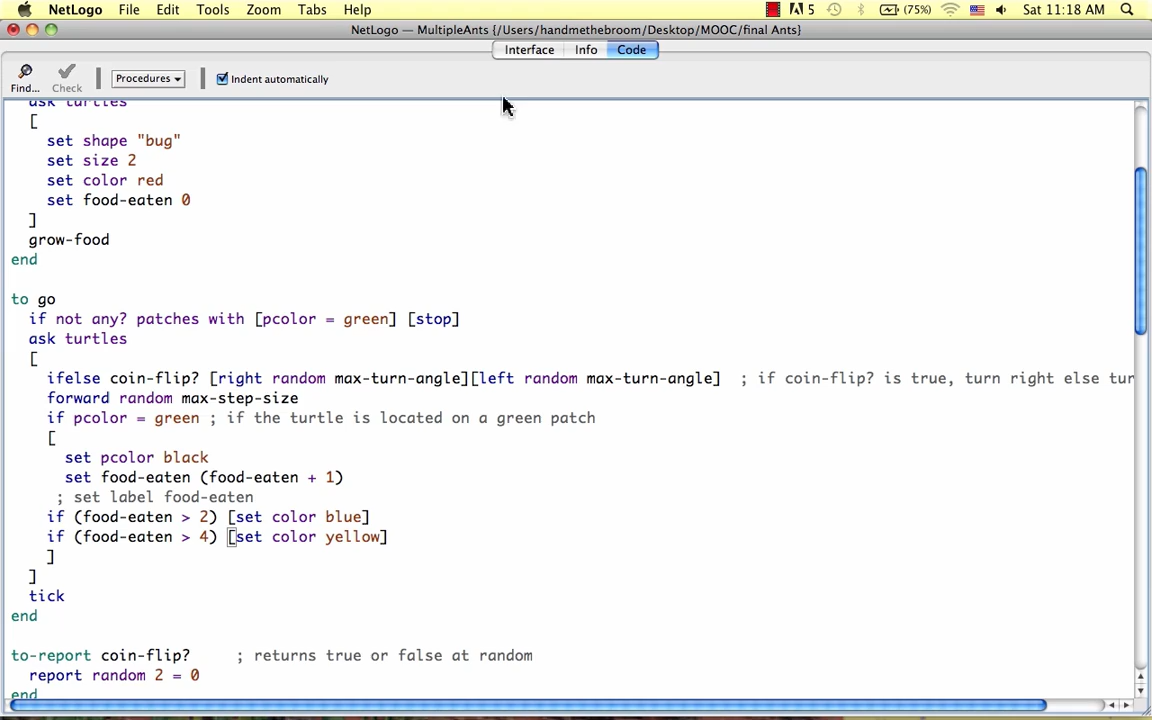 NetLogo File Edit Tools Zoom Tabs Help 5 (75%) Sat 11:18 AM
NetLogo — MultipleAnts {/Users/handmethebroom/Desktop/MOOC/final Ants}
Interface Info Code
Find... Check Procedures Indent automatically
ask turtles
[
set shape "bug"
set size 2
set color red
set food-eaten 0
]
grow-food
end
to go
if not any? patches with [pcolor = green] [stop]
ask turtles
[
ifelse coin-flip? [right random max-turn-angle][left random max-turn-angle] ; if coin-flip? is true, turn right else tur
forward random max-step-size
if pcolor = green ; if the turtle is located on a green patch
[
set pcolor black
set food-eaten (food-eaten + 1)
; set label food-eaten
if (food-eaten > 2) [set color blue]
if (food-eaten > 4) [set color yellow]
]
]
tick
end
to-report coin-flip? ; returns true or false at random
report random 2 = 0
end